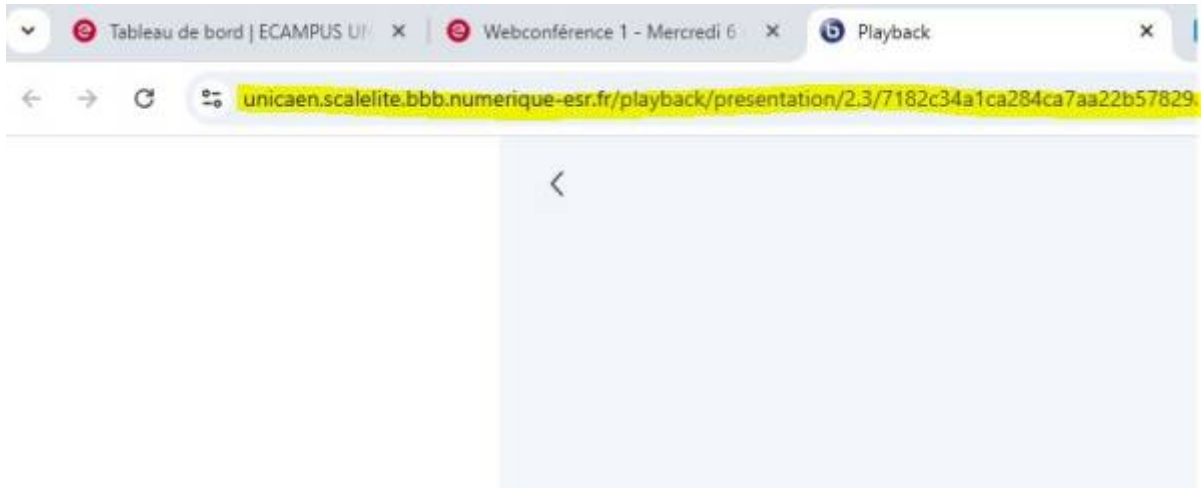 Tableau de bord | ECAMPUS UN
Webconférence 1 - Mercredi 6
Playback
unicaen.scalelite.bbb.numerique-esr.fr/playback/presentation/2.3/7182c34a1ca284ca7aa22b57829